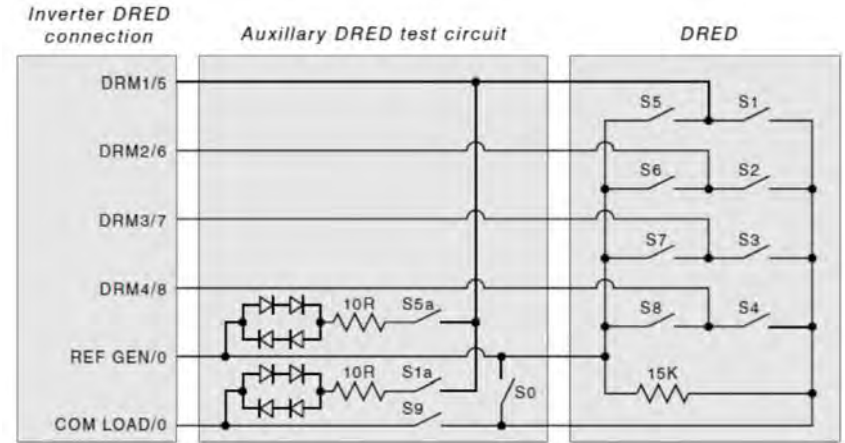 Inverter DRED
connection
Auxillary DRED test circuit
DRED
DRM1/5
S5
S1
DRM2/6
S6
S2
DRM3/7
S7
S3
DRM4/8
S8
S4
10R
S5a
REF GEN/0
10R
S1a
S0
15K
S9
COM LOAD/0